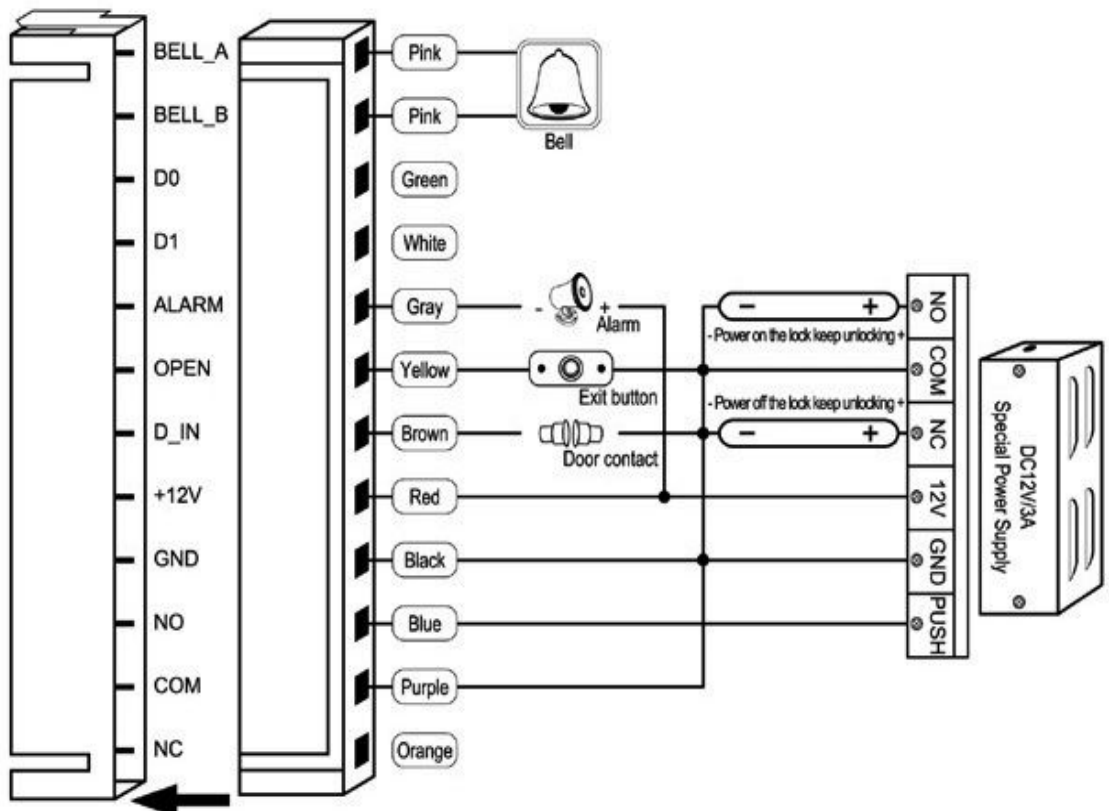 BELL_A
Pink
BELL_B
Pink
Bell
D0
Green
D1
White
ALARM
Gray
- +
Alarm
- +
NO
- Power on the lock keep unlocking +
OPEN
Yellow
Exit button
COM
- Power off the lock keep unlocking +
D_IN
Brown
Door contact
- +
NC
+12V
Red
12V
GND
Black
GND
NO
Blue
PUSH
COM
Purple
NC
Orange
DC12V/3A
Special Power Supply